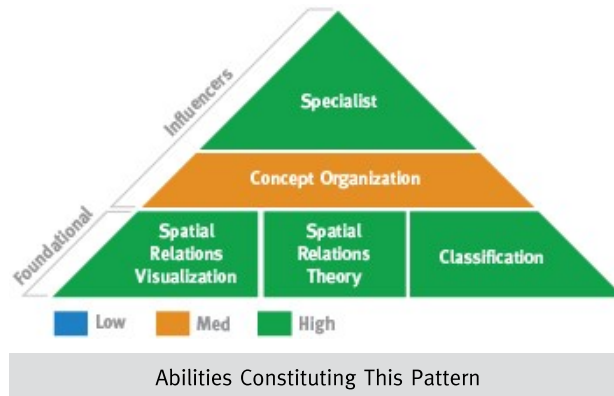 Influencers
Specialist
Concept Organization
Foundational
Spatial
Relations
Visualization
Spatial
Relations
Theory
Classification
Low
Med
High
Abilities Constituting This Pattern